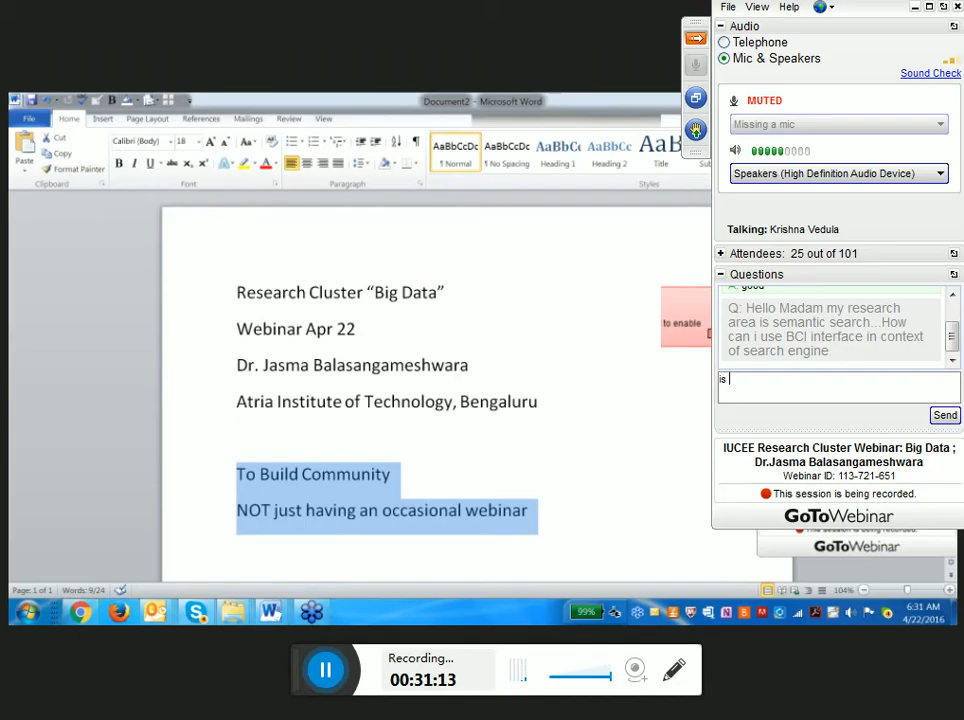 File View Help
Audio
Telephone
Mic & Speakers
Sound Check
MUTED
Missing a mic
Speakers (High Definition Audio Device)
Talking: Krishna Vedula
Attendees: 25 out of 101
Questions
A: good
Q: Hello Madam my research
area is semantic search...How
can i use BCI interface in context
of search engine
is
Send
IUCEE Research Cluster Webinar: Big Data ;
Dr.Jasma Balasangameshwara
Webinar ID: 113-721-651
This session is being recorded.
GoToWebinar
GoToWebinar
Document2 - Microsoft Word
File Home Insert Page Layout References Mailings Review View
Paste
Cut
Copy
Format Painter
Clipboard
Calibri (Body) 18
Font
Paragraph
AaBbCcDc AaBbCcDc AaBbCc AaBbCc AaB
¶ Normal ¶ No Spacing Heading 1 Heading 2 Title
Styles
Research Cluster “Big Data”
Webinar Apr 22
Dr. Jasma Balasangameshwara
Atria Institute of Technology, Bengaluru
To Build Community
NOT just having an occasional webinar
to enable
Page: 1 of 1 Words: 9/24
104%
99%
6:31 AM
4/22/2016
Recording...
00:31:13